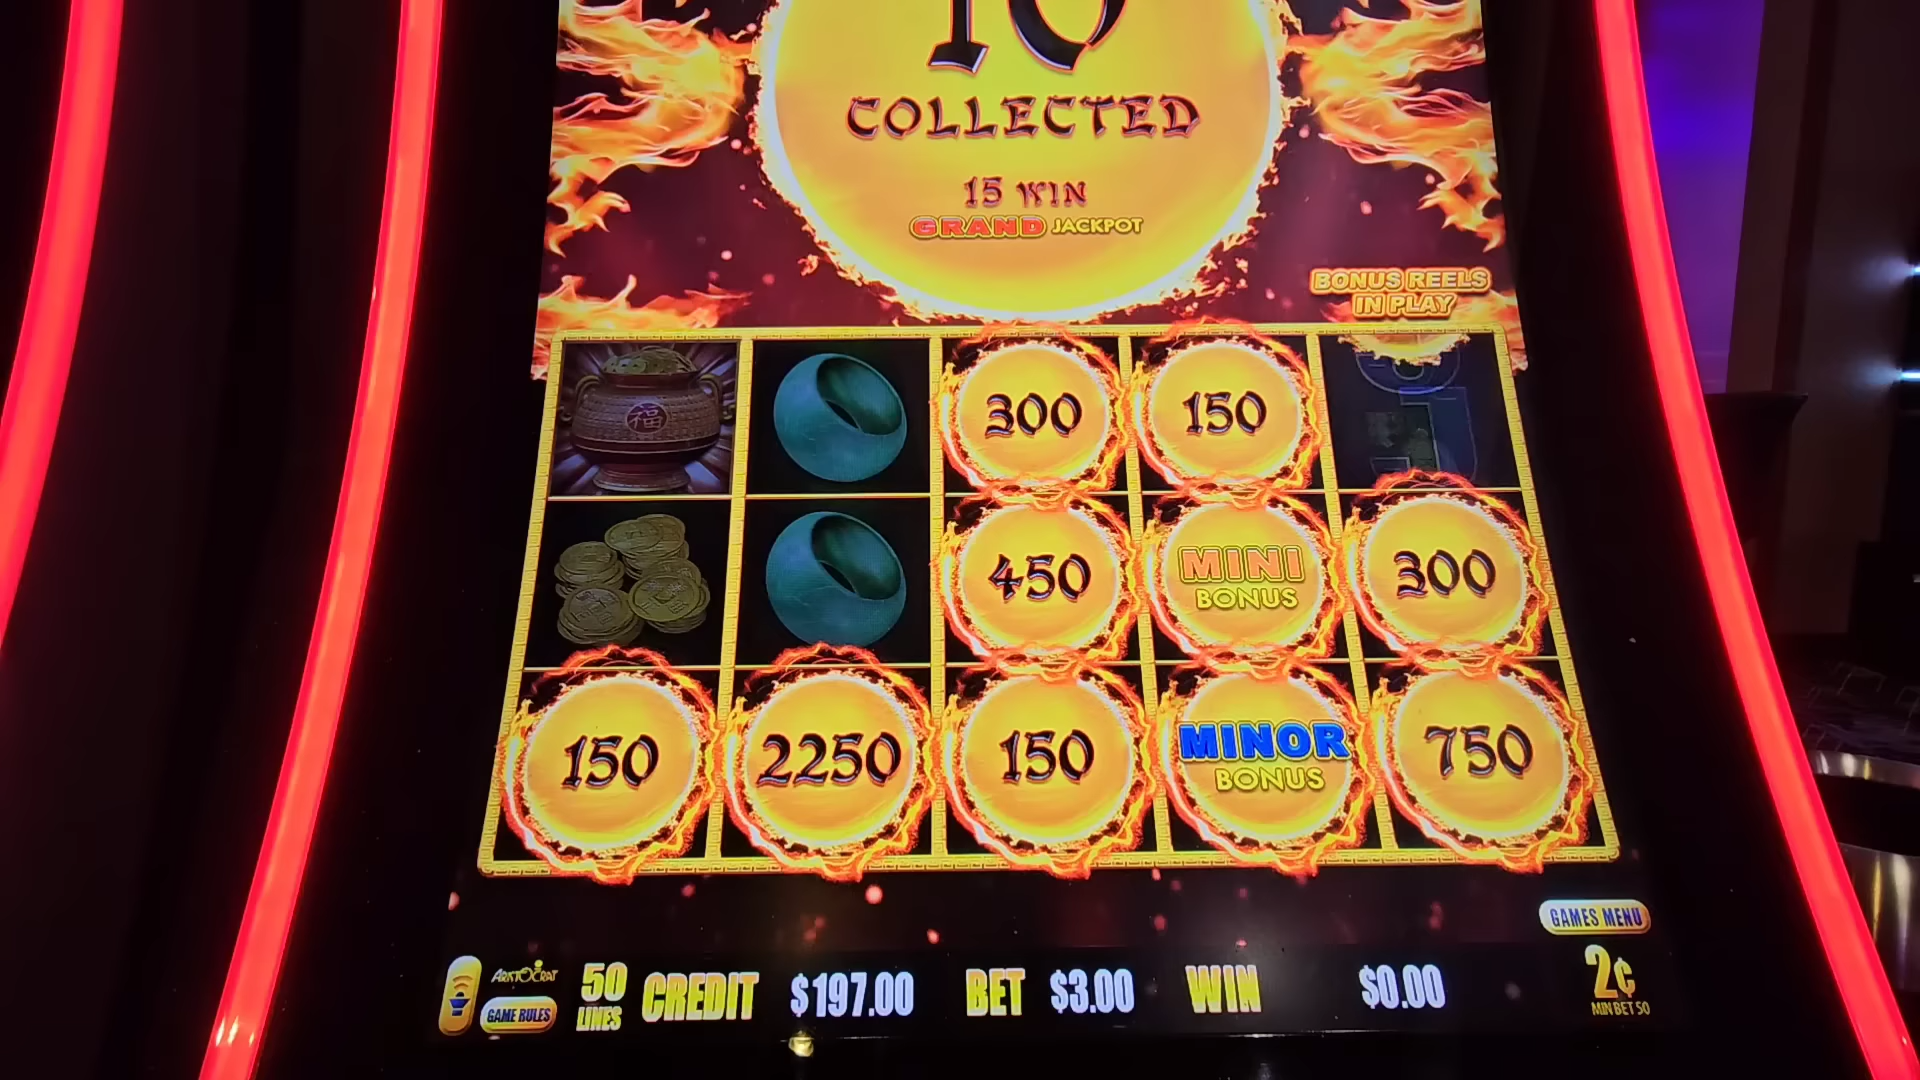 10
COLLECTED
15 WIN
GRAND JACKPOT
BONUS REELS
IN PLAY
福
300
150
450
MINI
BONUS
300
150
2250
150
MINOR
BONUS
750
GAMES MENU
ARISTOCRAT
GAME RULES
50
LINES
CREDIT $197.00
BET $3.00
WIN $0.00
2¢
MIN BET 50